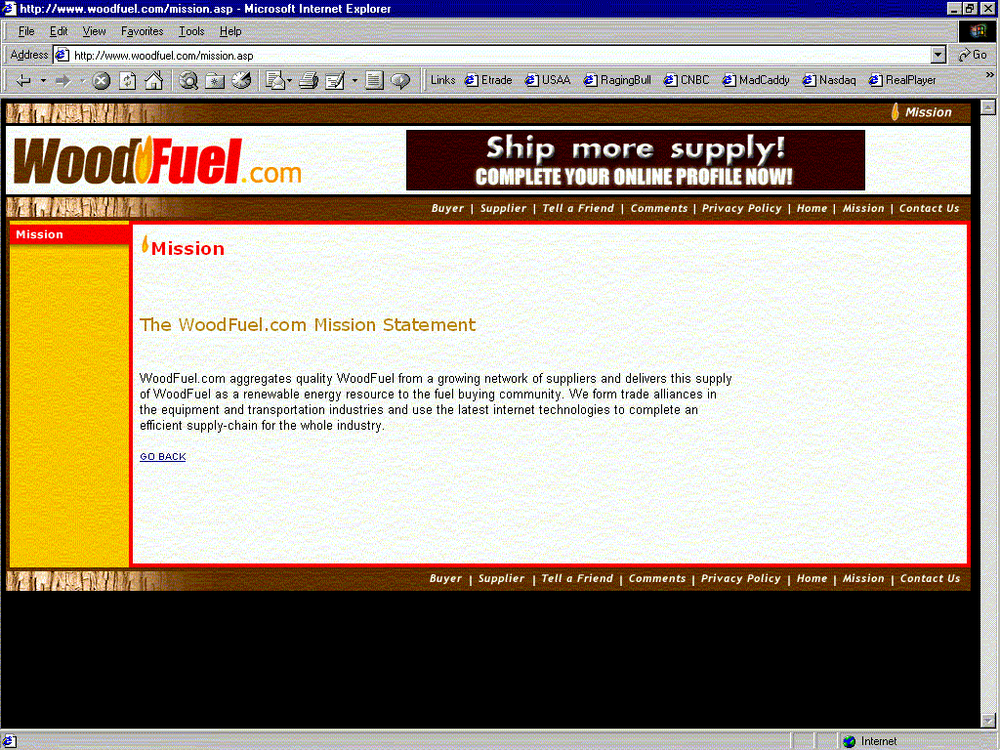 http://www.woodfuel.com/mission.asp - Microsoft Internet Explorer
File Edit View Favorites Tools Help
Address http://www.woodfuel.com/mission.asp Go
Links Etrade USAA RagingBull CNBC MadCaddy Nasdaq RealPlayer »
Mission
WoodFuel.com
Ship more supply!
COMPLETE YOUR ONLINE PROFILE NOW!
Buyer | Supplier | Tell a Friend | Comments | Privacy Policy | Home | Mission | Contact Us
Mission
Mission
The WoodFuel.com Mission Statement
WoodFuel.com aggregates quality WoodFuel from a growing network of suppliers and delivers this supply
of WoodFuel as a renewable energy resource to the fuel buying community. We form trade alliances in
the equipment and transportation industries and use the latest internet technologies to complete an
efficient supply-chain for the whole industry.
GO BACK
Buyer | Supplier | Tell a Friend | Comments | Privacy Policy | Home | Mission | Contact Us
Internet